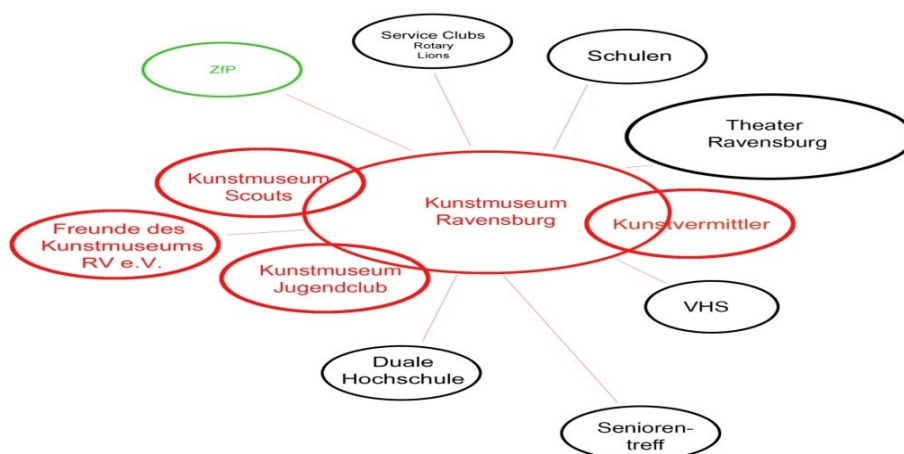 Service Clubs
Rotary
Lions
Schulen
ZfP
Theater
Ravensburg
Kunstmuseum
Scouts
Kunstmuseum
Ravensburg
Kunstvermittler
Freunde des
Kunstmuseums
RV e.V.
Kunstmuseum
Jugendclub
VHS
Duale
Hochschule
Senioren-
treff